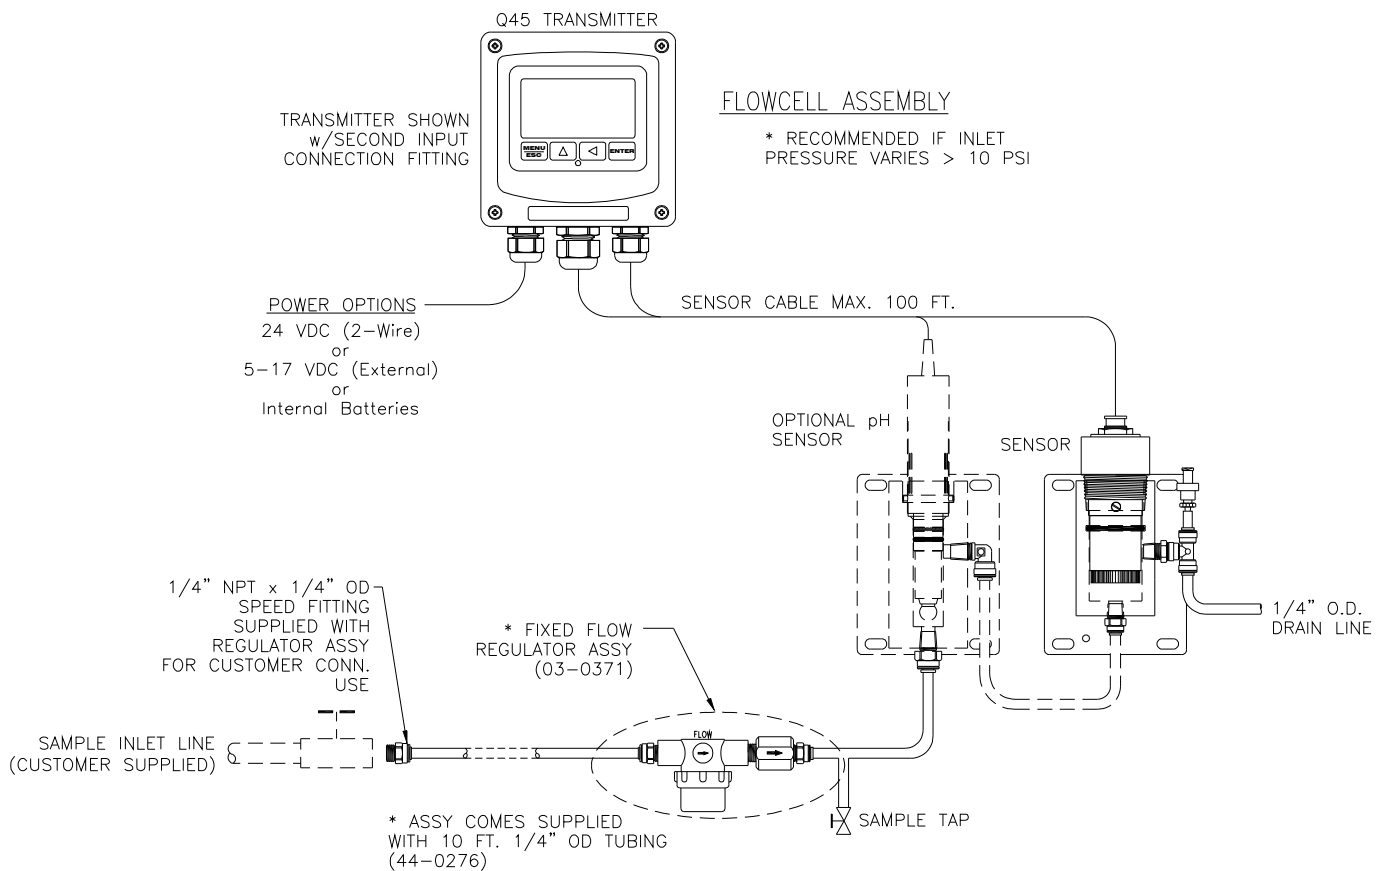 Q45 TRANSMITTER
TRANSMITTER SHOWN
w/SECOND INPUT
CONNECTION FITTING
MENU
ESC
ENTER
FLOWCELL ASSEMBLY
* RECOMMENDED IF INLET
PRESSURE VARIES > 10 PSI
POWER OPTIONS
24 VDC (2-Wire)
or
5-17 VDC (External)
or
Internal Batteries
SENSOR CABLE MAX. 100 FT.
OPTIONAL pH
SENSOR
SENSOR
1/4" NPT x 1/4" OD
SPEED FITTING
SUPPLIED WITH
REGULATOR ASSY
FOR CUSTOMER CONN.
USE
* FIXED FLOW
REGULATOR ASSY
(03-0371)
1/4" O.D.
DRAIN LINE
SAMPLE INLET LINE
(CUSTOMER SUPPLIED)
FLOW
* ASSY COMES SUPPLIED
WITH 10 FT. 1/4" OD TUBING
(44-0276)
SAMPLE TAP